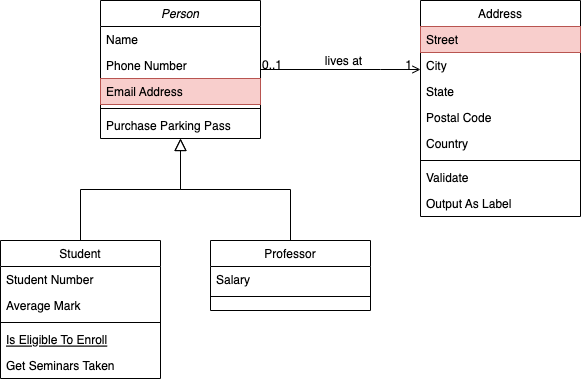 Person
Name
Phone Number
Email Address
Purchase Parking Pass
0..1
lives at
1
Address
Street
City
State
Postal Code
Country
Validate
Output As Label
Student
Student Number
Average Mark
Is Eligible To Enroll
Get Seminars Taken
Professor
Salary